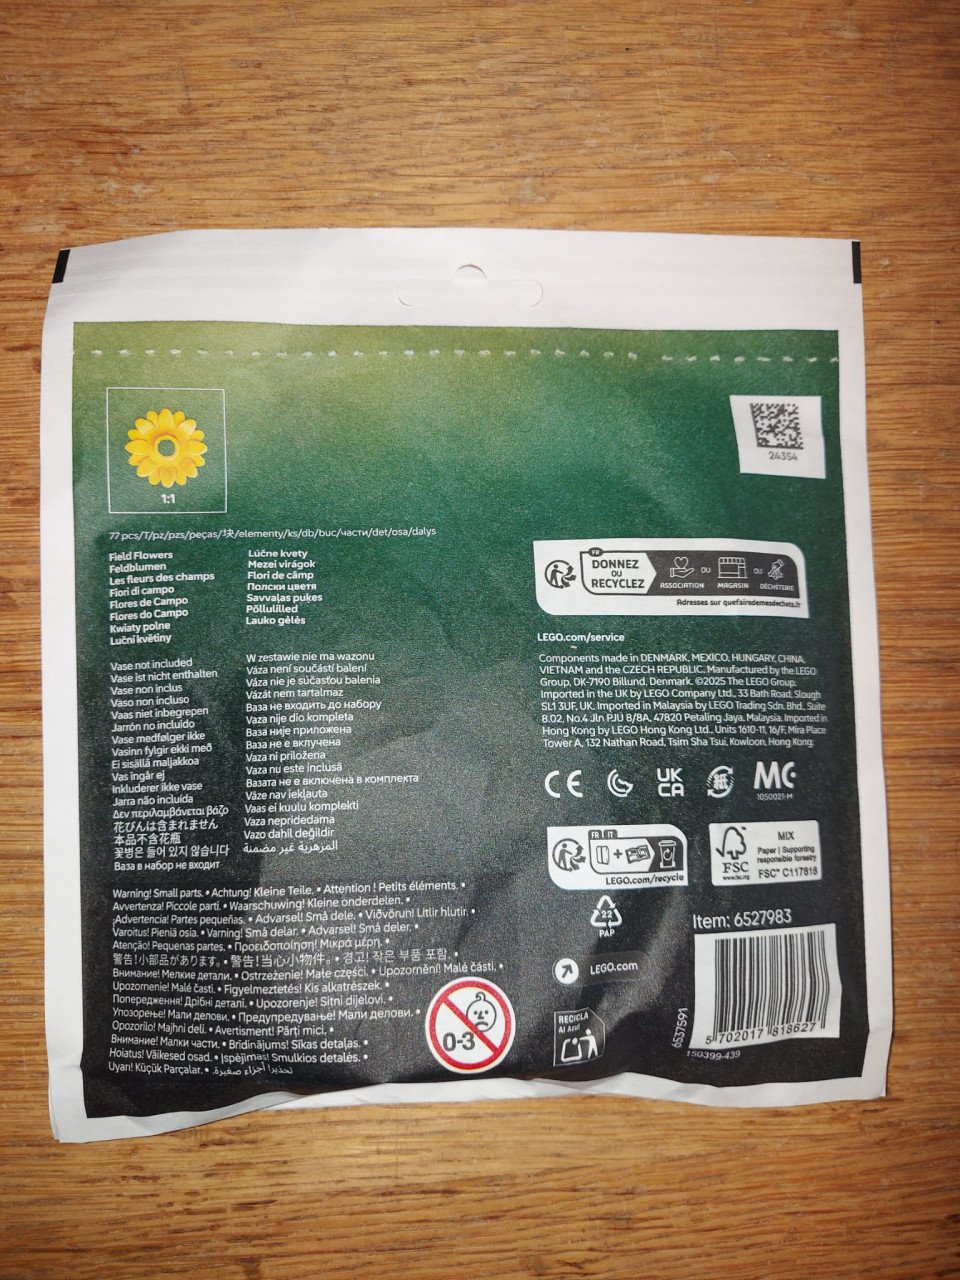 1:1
243S4
77 pcs/T/pz/pzs/peças/块/elementy/ks/db/buc/части/det/osa/dalys
Field Flowers
Feldblumen
Les fleurs des champs
Fiori di campo
Flores de Campo
Flores do Campo
Kwiaty polne
Luční květiny
Lúčne kvety
Mezei virágok
Flori de câmp
Полски цветя
Savvaļas puķes
Põllulilled
Lauko gėlės
Vase not included
Vase ist nicht enthalten
Vase non inclus
Vaso non incluso
Vaas niet inbegrepen
Jarrón no incluido
Vase medfølger ikke
Vasinn fylgir ekki með
Ei sisällä maljakkoa
Vas ingår ej
Inkluderer ikke vase
Jarra não incluída
Δεν περιλαμβάνεται βάζο
花びんは含まれません
本品不含花瓶
꽃병은 들어 있지 않습니다
Ваза в набор не входит
W zestawie nie ma wazonu
Váza není součástí balení
Váza nie je súčasťou balenia
Vázát nem tartalmaz
Ваза не входить до набору
Vaza nije dio kompleta
Ваза није приложена
Ваза не е включена
Vaza ni priložena
Vaza nu este inclusă
Вазата не е включена в комплекта
Vāze nav iekļauta
Vaas ei kuulu komplekti
Vaza nepridedama
Vazo dahil değildir
المزهرية غير مضمنة
Warning! Small parts. • Achtung! Kleine Teile. • Attention ! Petits éléments. •
Avvertenza! Piccole parti. • Waarschuwing! Kleine onderdelen. •
¡Advertencia! Partes pequeñas. • Advarsel! Små dele. • Viðvörun! Litlir hlutir. •
Varoitus! Pieniä osia. • Varning! Små delar. • Advarsel! Små deler. •
Atenção! Pequenas partes. • Προειδοποίηση! Μικρά μέρη. •
警告!小部品があります。 • 警告!当心小物件。 • 경고! 작은 부품 포함. •
Внимание! Мелкие детали. • Ostrzeżenie! Małe części. • Upozornění! Malé části. •
Upozornenie! Malé časti. • Figyelmeztetés! Kis alkatrészek. •
Попередження! Дрібні деталі. • Upozorenje! Sitni dijelovi. •
Упозорење! Мали делови. • Предупредување! Мали делови. •
Opozorilo! Majhni deli. • Avertisment! Părți mici. •
Внимание! Малки части. • Brīdinājums! Sīkas detaļas. •
Hoiatus! Väikesed osad. • Įspėjimas! Smulkios detalės. •
Uyarı! Küçük Parçalar. • تحذير! أجزاء صغيرة.
0-3
FR
DONNEZ
OU
RECYCLEZ
ASSOCIATION
OU
MAGASIN
OU
DÉCHÈTERIE
Adresses sur quefairedemesdechets.fr
LEGO.com/service
Components made in DENMARK, MEXICO, HUNGARY, CHINA,
VIETNAM and the CZECH REPUBLIC. Manufactured by the LEGO
Group, DK-7190 Billund, Denmark. ©2025 The LEGO Group.
Imported in the UK by LEGO Company Ltd., 33 Bath Road, Slough
SL1 3UF, UK. Imported in Malaysia by LEGO Trading Sdn. Bhd., Suite
8.02, No.4 Jln PJU 8/8A, 47820 Petaling Jaya, Malaysia. Imported in
Hong Kong by LEGO Hong Kong Ltd., Units 1610-11, 16/F, Mira Place
Tower A, 132 Nathan Road, Tsim Sha Tsui, Kowloon, Hong Kong.
CE
UK
CA
紙
MC
1050021-M
FR IT
LEGO.com/recycle
FSC
www.fsc.org
MIX
Paper | Supporting
responsible forestry
FSC™ C117818
22
PAP
LEGO.com
RECICLA
Al Azul
Item: 6527983
5 702017 818627
6537591
150399-439